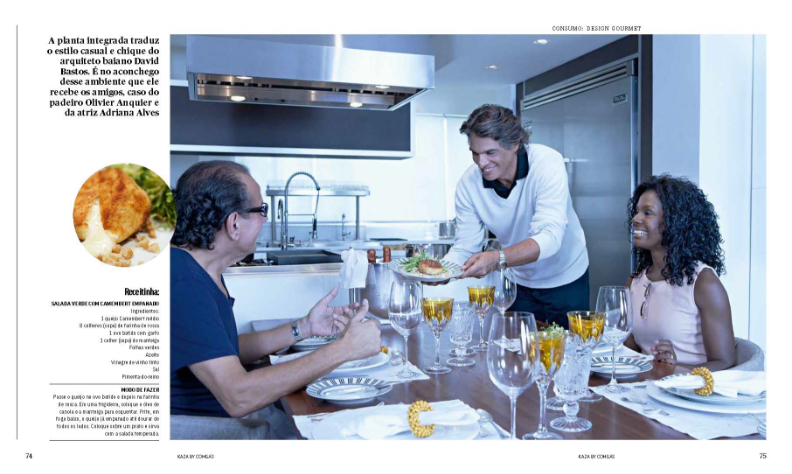 CONSUMO: DESIGN GOURMET
A planta integrada traduz
o estilo casual e chique do
arquiteto baiano David
Bastos. É no aconchego
desse ambiente que ele
recebe os amigos, caso do
padeiro Olivier Anquier e
da atriz Adriana Alves
Receitinha:
SALADA VERDE COM CAMEMBERT EMPANADO
Ingredientes:
1 queijo Camembert médio
8 colheres (sopa) de farinha de rosca
1 ovo batido com garfo
1 colher (sopa) de manteiga
Folhas verdes
Azeite
Vinagre de vinho tinto
Sal
Pimenta-do-reino
MODO DE FAZER
Passe o queijo no ovo batido e depois na farinha
de rosca. Em uma frigideira, coloque o óleo de
canola e a manteiga para esquentar. Frite, em
fogo baixo, o queijo já empanado até dourar de
todos os lados. Coloque sobre um prato e sirva
com a salada temperada.
74
KAZA BY COMGÁS
KAZA BY COMGÁS
75